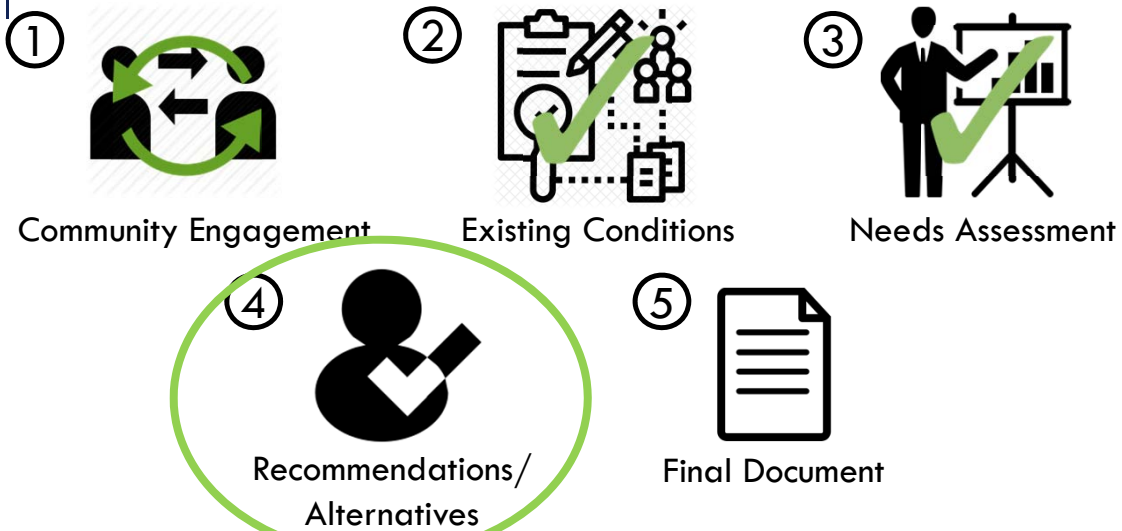 1
2
3
Community Engagement
Existing Conditions
Needs Assessment
4
5
Recommendations/
Alternatives
Final Document